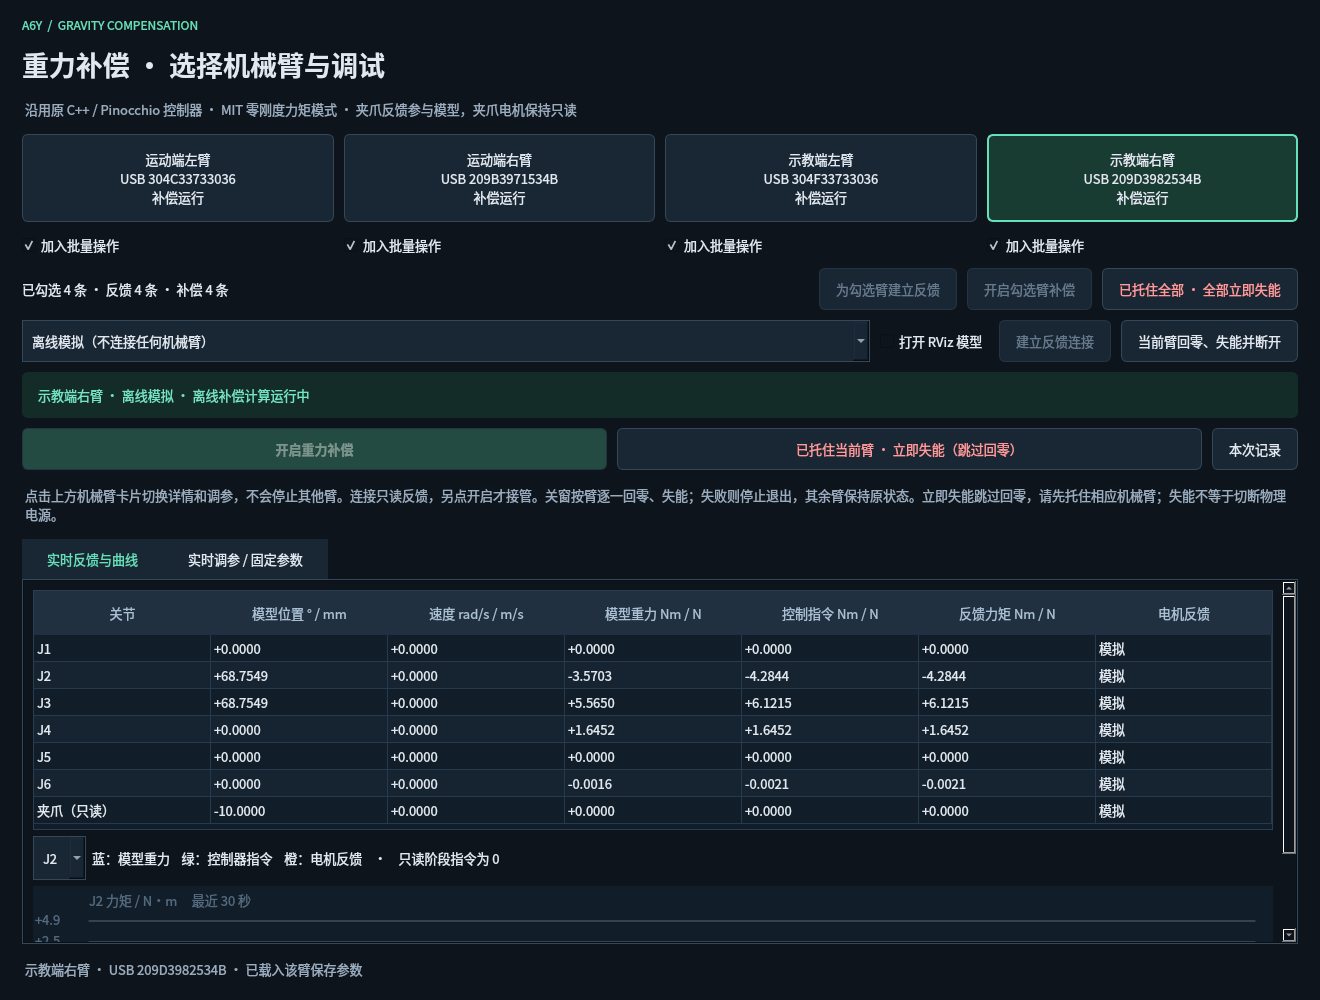 A6Y / GRAVITY COMPENSATION
重力补偿 · 选择机械臂与调试
沿用原 C++ / Pinocchio 控制器 · MIT 零刚度力矩模式 · 夹爪反馈参与模型，夹爪电机保持只读
运动端左臂
USB 304C33733036
补偿运行
运动端右臂
USB 209B3971534B
补偿运行
示教端左臂
USB 304F33733036
补偿运行
示教端右臂
USB 209D3982534B
补偿运行
✓ 加入批量操作 ✓ 加入批量操作 ✓ 加入批量操作 ✓ 加入批量操作
已勾选 4 条 · 反馈 4 条 · 补偿 4 条 为勾选臂建立反馈 开启勾选臂补偿 已托住全部 · 全部立即失能
离线模拟（不连接任何机械臂） 打开 RViz 模型 建立反馈连接 当前臂回零、失能并断开
示教端右臂 · 离线模拟 · 离线补偿计算运行中
开启重力补偿 已托住当前臂 · 立即失能（跳过回零） 本次记录
点击上方机械臂卡片切换详情和调参，不会停止其他臂。连接只读反馈，另点开启才接管。关窗按臂逐一回零、失能；失败则停止退出，其余臂保持原状态。立即失能跳过回零，请先托住相应机械臂；失能不等于切断物理
电源。
实时反馈与曲线 实时调参 / 固定参数
关节 模型位置 ° / mm 速度 rad/s / m/s 模型重力 Nm / N 控制指令 Nm / N 反馈力矩 Nm / N 电机反馈
J1 +0.0000 +0.0000 +0.0000 +0.0000 +0.0000 模拟
J2 +68.7549 +0.0000 -3.5703 -4.2844 -4.2844 模拟
J3 +68.7549 +0.0000 +5.5650 +6.1215 +6.1215 模拟
J4 +0.0000 +0.0000 +1.6452 +1.6452 +1.6452 模拟
J5 +0.0000 +0.0000 +0.0000 +0.0000 +0.0000 模拟
J6 +0.0000 +0.0000 -0.0016 -0.0021 -0.0021 模拟
夹爪（只读） -10.0000 +0.0000 +0.0000 +0.0000 +0.0000 模拟
J2 蓝：模型重力 绿：控制器指令 橙：电机反馈 · 只读阶段指令为 0
J2 力矩 / N·m 最近 30 秒
+4.9
+2.5
示教端右臂 · USB 209D3982534B · 已载入该臂保存参数